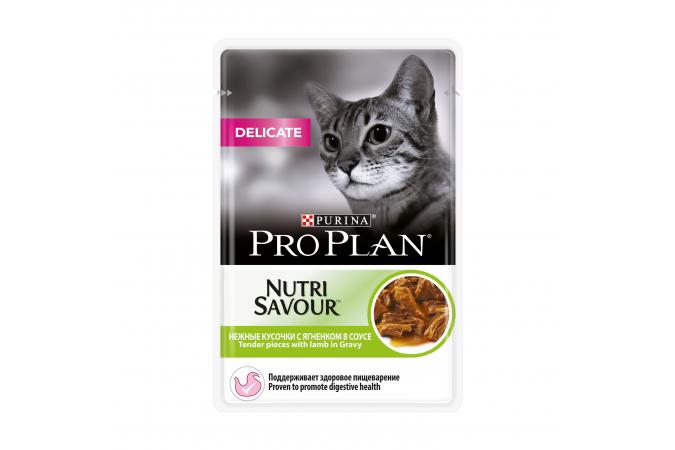 DELICATE
PURINA®
PRO PLAN®
NUTRI
SAVOUR™
НЕЖНЫЕ КУСОЧКИ С ЯГНЕНКОМ В СОУСЕ
Tender pieces with lamb in Gravy
Поддерживает здоровое пищеварение
Proven to promote digestive health